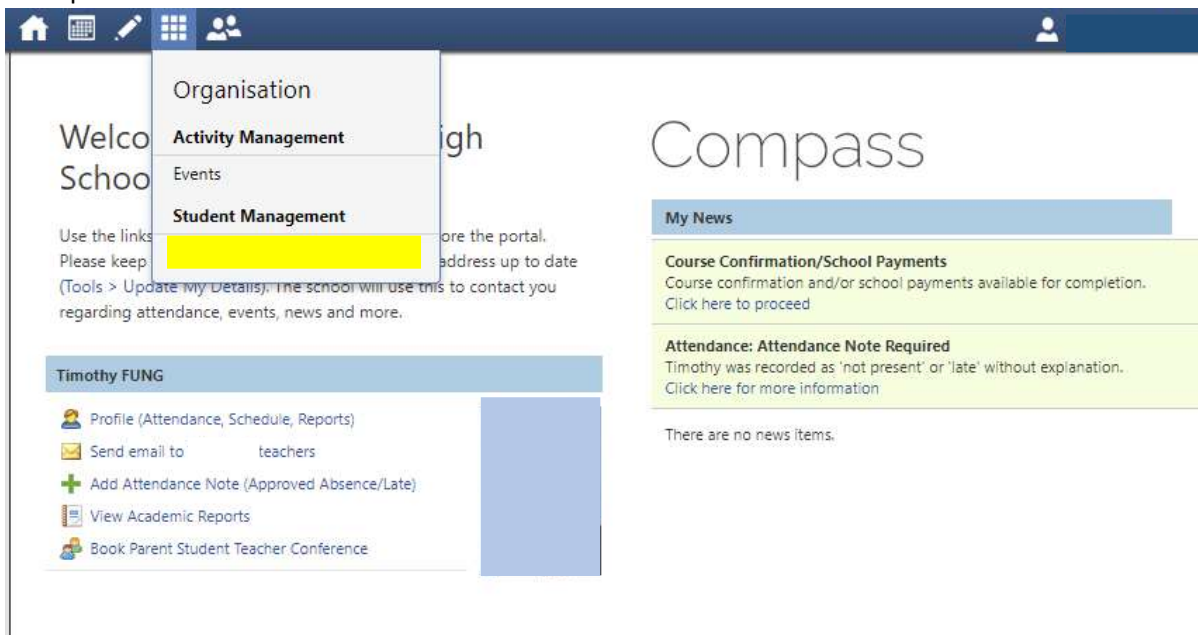 Organisation
Activity Management
Events
Student Management
Welco igh
Schoo
Use the links ore the portal.
Please keep address up to date
(Tools > Update My Details). The school will use this to contact you
regarding attendance, events, news and more.
Timothy FUNG
Profile (Attendance, Schedule, Reports)
Send email to teachers
Add Attendance Note (Approved Absence/Late)
View Academic Reports
Book Parent Student Teacher Conference
Compass
My News
Course Confirmation/School Payments
Course confirmation and/or school payments available for completion.
Click here to proceed
Attendance: Attendance Note Required
Timothy was recorded as 'not present' or 'late' without explanation.
Click here for more information
There are no news items.